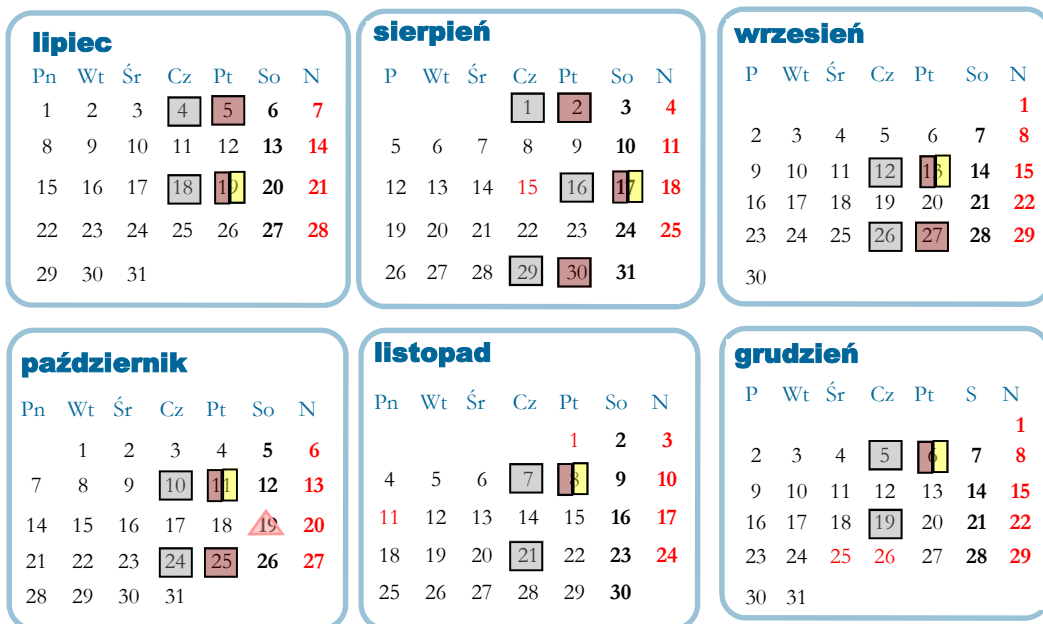 lipiec
Pn Wt Śr Cz Pt So N
1 2 3 4 5 6 7
8 9 10 11 12 13 14
15 16 17 18 19 20 21
22 23 24 25 26 27 28
29 30 31
sierpień
P Wt Śr Cz Pt So N
1 2 3 4
5 6 7 8 9 10 11
12 13 14 15 16 17 18
19 20 21 22 23 24 25
26 27 28 29 30 31
wrzesień
P Wt Śr Cz Pt So N
1
2 3 4 5 6 7 8
9 10 11 12 13 14 15
16 17 18 19 20 21 22
23 24 25 26 27 28 29
30
październik
Pn Wt Śr Cz Pt So N
1 2 3 4 5 6
7 8 9 10 11 12 13
14 15 16 17 18 19 20
21 22 23 24 25 26 27
28 29 30 31
listopad
Pn Wt Śr Cz Pt So N
1 2 3
4 5 6 7 8 9 10
11 12 13 14 15 16 17
18 19 20 21 22 23 24
25 26 27 28 29 30
grudzień
P Wt Śr Cz Pt S N
1
2 3 4 5 6 7 8
9 10 11 12 13 14 15
16 17 18 19 20 21 22
23 24 25 26 27 28 29
30 31